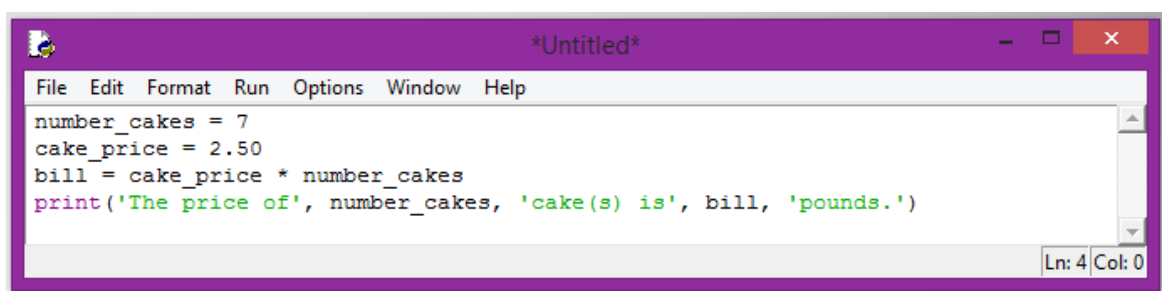 *Untitled*
File Edit Format Run Options Window Help
number_cakes = 7
cake_price = 2.50
bill = cake_price * number_cakes
print('The price of', number_cakes, 'cake(s) is', bill, 'pounds.')
Ln: 4 Col: 0